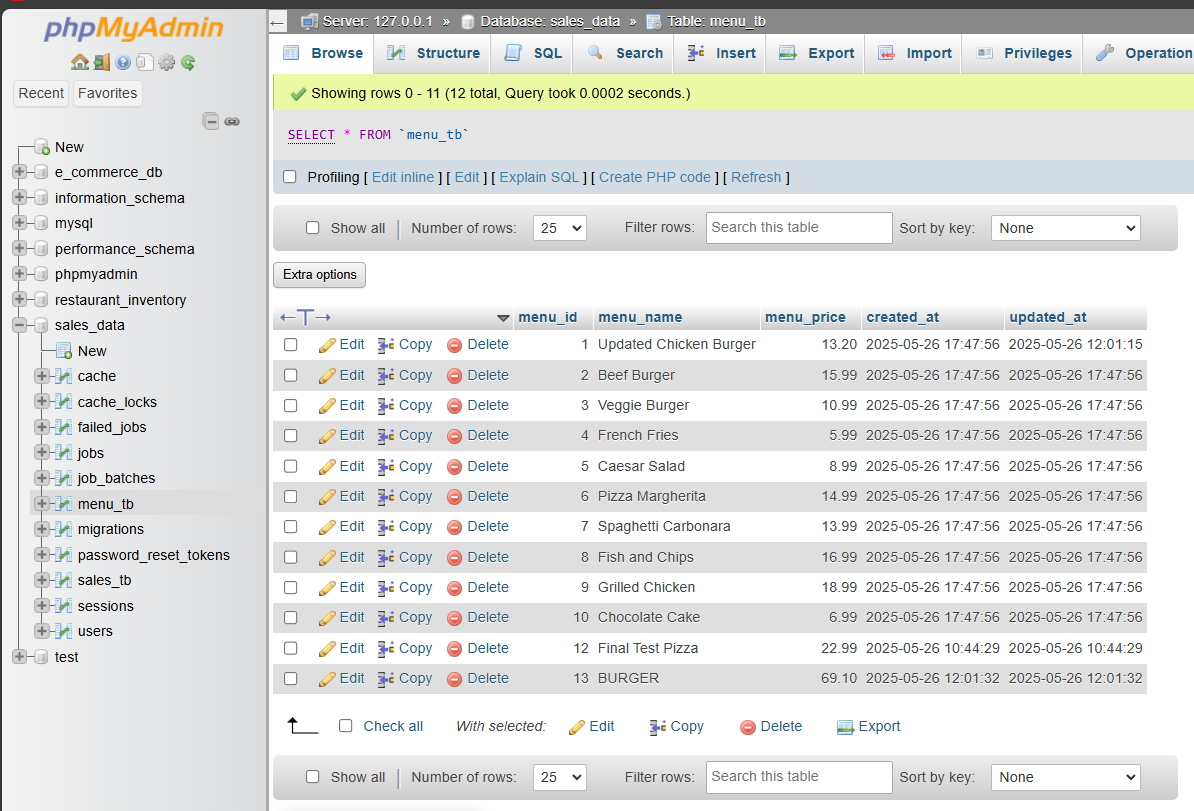 phpMyAdmin
Recent Favorites
New
e_commerce_db
information_schema
mysql
performance_schema
phpmyadmin
restaurant_inventory
sales_data
New
cache
cache_locks
failed_jobs
jobs
job_batches
menu_tb
migrations
password_reset_tokens
sales_tb
sessions
users
test
Server: 127.0.0.1 » Database: sales_data » Table: menu_tb
Browse Structure SQL Search Insert Export Import Privileges Operation
Showing rows 0 - 11 (12 total, Query took 0.0002 seconds.)
SELECT * FROM `menu_tb`
Profiling [ Edit inline ] [ Edit ] [ Explain SQL ] [ Create PHP code ] [ Refresh ]
Show all | Number of rows: 25 Filter rows: Search this table Sort by key: None
Extra options
←T→ menu_id menu_name menu_price created_at updated_at
Edit Copy Delete 1 Updated Chicken Burger 13.20 2025-05-26 17:47:56 2025-05-26 12:01:15
Edit Copy Delete 2 Beef Burger 15.99 2025-05-26 17:47:56 2025-05-26 17:47:56
Edit Copy Delete 3 Veggie Burger 10.99 2025-05-26 17:47:56 2025-05-26 17:47:56
Edit Copy Delete 4 French Fries 5.99 2025-05-26 17:47:56 2025-05-26 17:47:56
Edit Copy Delete 5 Caesar Salad 8.99 2025-05-26 17:47:56 2025-05-26 17:47:56
Edit Copy Delete 6 Pizza Margherita 14.99 2025-05-26 17:47:56 2025-05-26 17:47:56
Edit Copy Delete 7 Spaghetti Carbonara 13.99 2025-05-26 17:47:56 2025-05-26 17:47:56
Edit Copy Delete 8 Fish and Chips 16.99 2025-05-26 17:47:56 2025-05-26 17:47:56
Edit Copy Delete 9 Grilled Chicken 18.99 2025-05-26 17:47:56 2025-05-26 17:47:56
Edit Copy Delete 10 Chocolate Cake 6.99 2025-05-26 17:47:56 2025-05-26 17:47:56
Edit Copy Delete 12 Final Test Pizza 22.99 2025-05-26 10:44:29 2025-05-26 10:44:29
Edit Copy Delete 13 BURGER 69.10 2025-05-26 12:01:32 2025-05-26 12:01:32
Check all With selected: Edit Copy Delete Export
Show all | Number of rows: 25 Filter rows: Search this table Sort by key: None